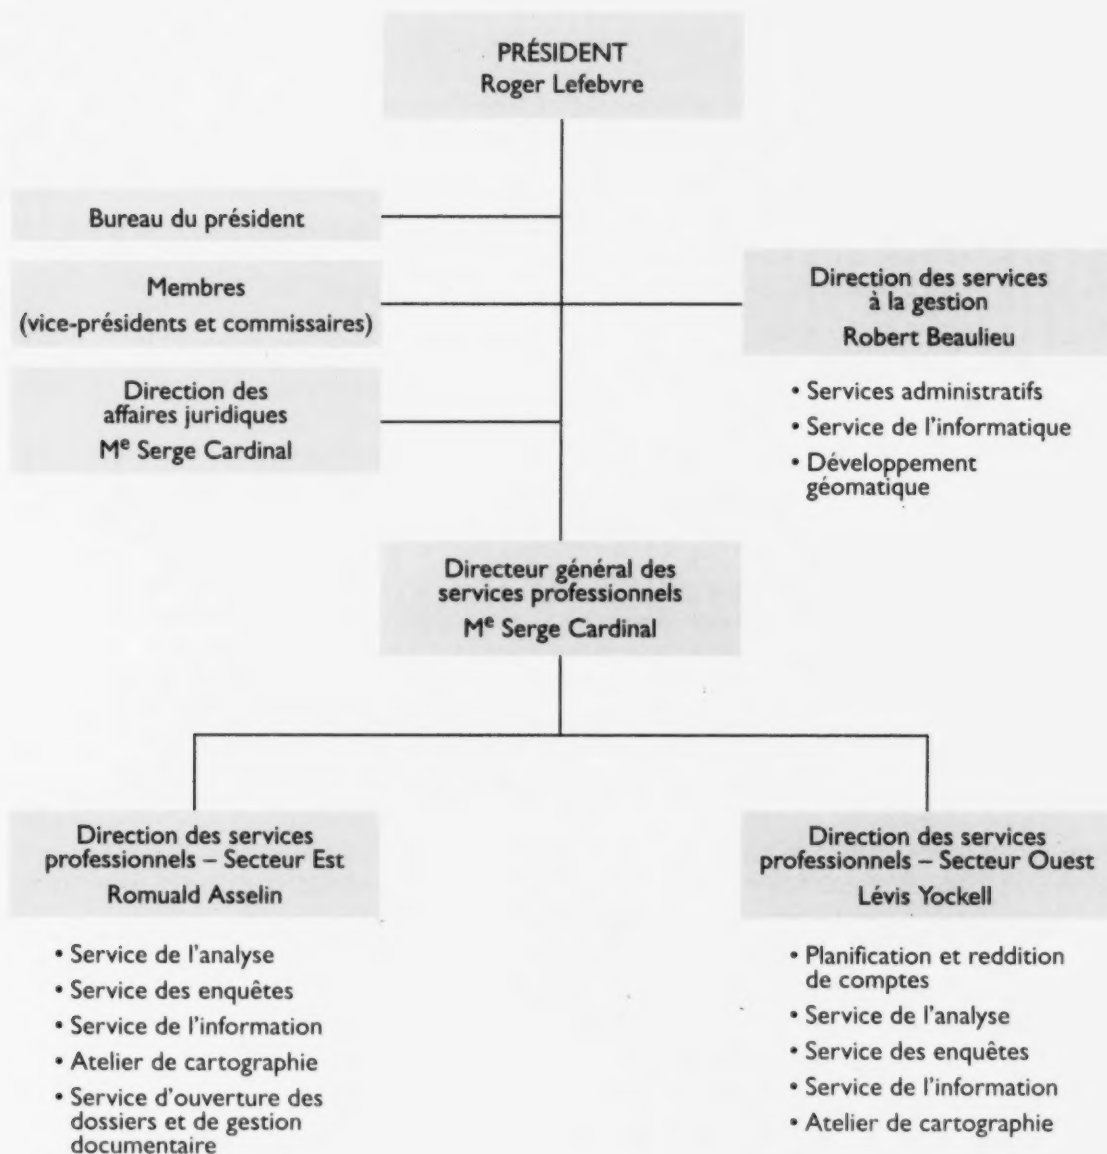 PRÉSIDENT
Roger Lefebvre
Bureau du président
Membres
(vice-présidents et commissaires)
Direction des
affaires juridiques
Me Serge Cardinal
Direction des services
à la gestion
Robert Beaulieu
• Services administratifs
• Service de l'informatique
• Développement
géomatique
Directeur général des
services professionnels
Me Serge Cardinal
Direction des services
professionnels – Secteur Est
Romuald Asselin
• Service de l'analyse
• Service des enquêtes
• Service de l'information
• Atelier de cartographie
• Service d'ouverture des
dossiers et de gestion
documentaire
Direction des services
professionnels – Secteur Ouest
Lévis Yockell
• Planification et reddition
de comptes
• Service de l'analyse
• Service des enquêtes
• Service de l'information
• Atelier de cartographie